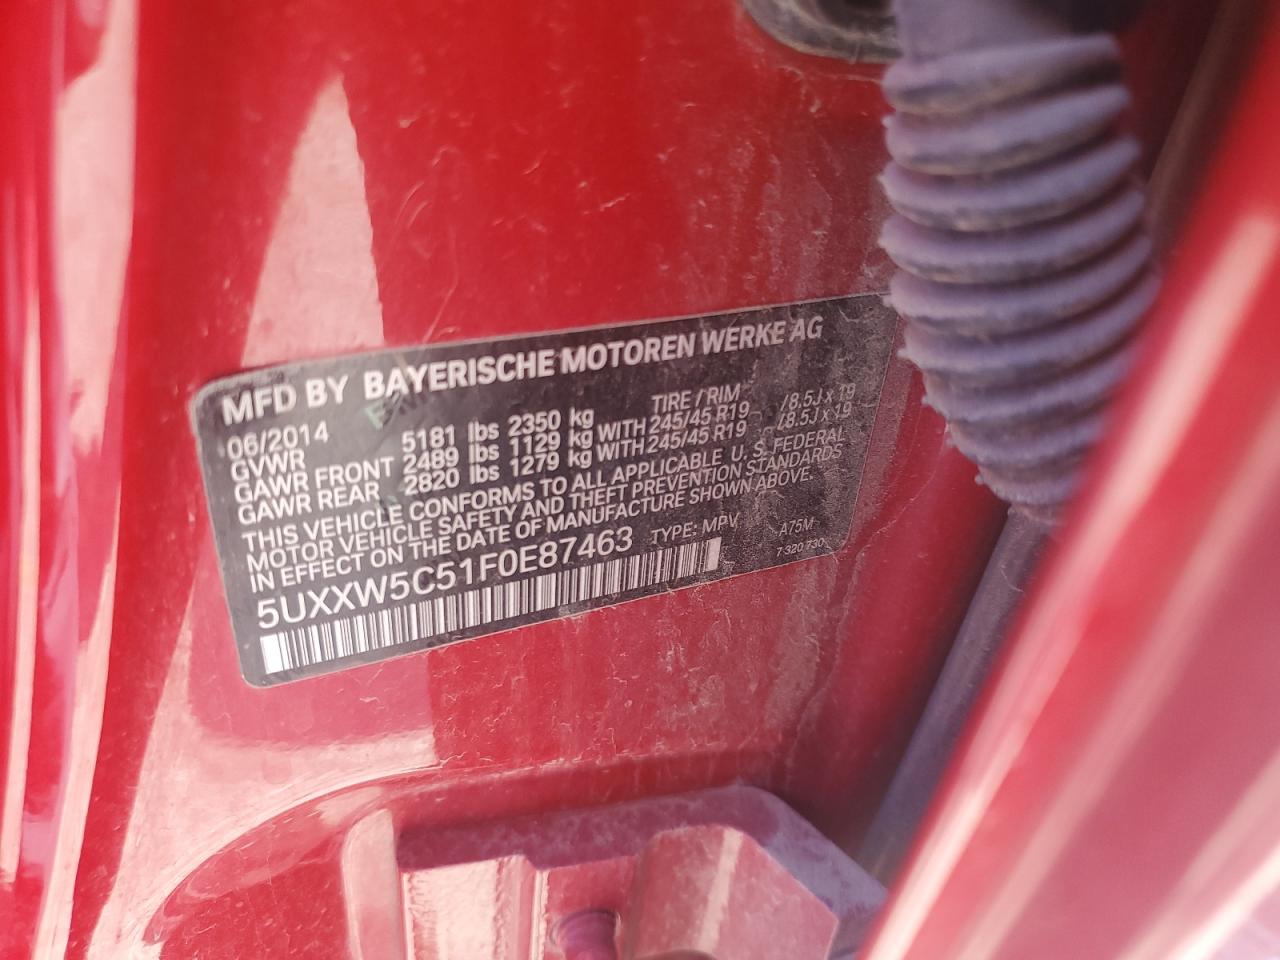 MFD BY BAYERISCHE MOTOREN WERKE AG
06/2014 TIRE / RIM
GVWR 5181 lbs 2350 kg
GAWR FRONT 2489 lbs 1129 kg WITH 245/45 R19 /8.5J x 19
GAWR REAR 2820 lbs 1279 kg WITH 245/45 R19 /8.5J x 19
THIS VEHICLE CONFORMS TO ALL APPLICABLE U. S. FEDERAL
MOTOR VEHICLE SAFETY AND THEFT PREVENTION STANDARDS
IN EFFECT ON THE DATE OF MANUFACTURE SHOWN ABOVE.
5UXXW5C51F0E87463 TYPE: MPV A75M
7 320 730